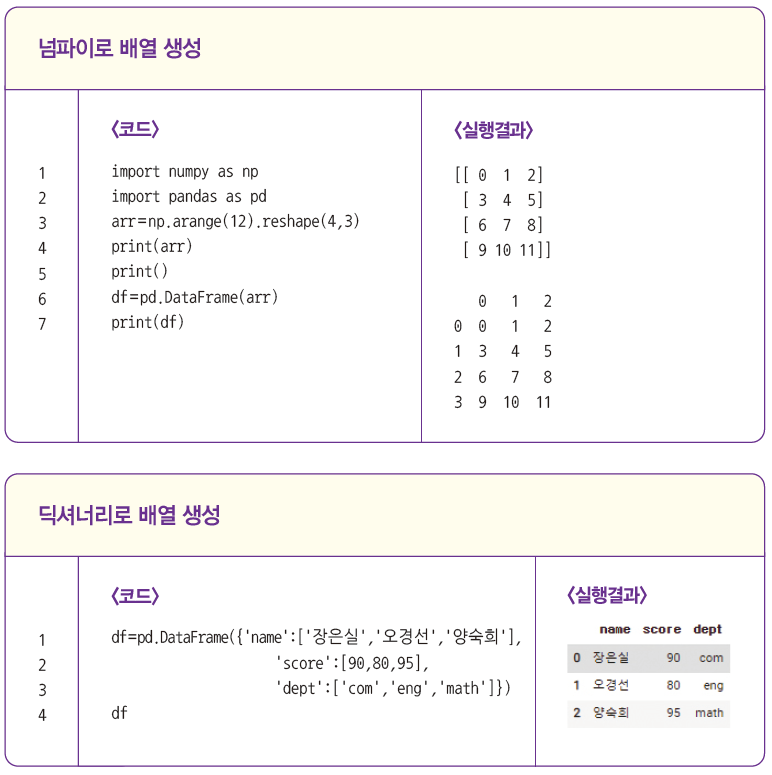 넘파이로 배열 생성
<코드>
1 import numpy as np
2 import pandas as pd
3 arr=np.arange(12).reshape(4,3)
4 print(arr)
5 print()
6 df=pd.DataFrame(arr)
7 print(df)
<실행결과>
[[ 0 1 2]
[ 3 4 5]
[ 6 7 8]
[ 9 10 11]]
0 1 2
0 0 1 2
1 3 4 5
2 6 7 8
3 9 10 11
딕셔너리로 배열 생성
<코드>
1 df=pd.DataFrame({'name':['장은실','오경선','양숙희'],
2 'score':[90,80,95],
3 'dept':['com','eng','math']})
4 df
<실행결과>
name score dept
0 장은실 90 com
1 오경선 80 eng
2 양숙희 95 math